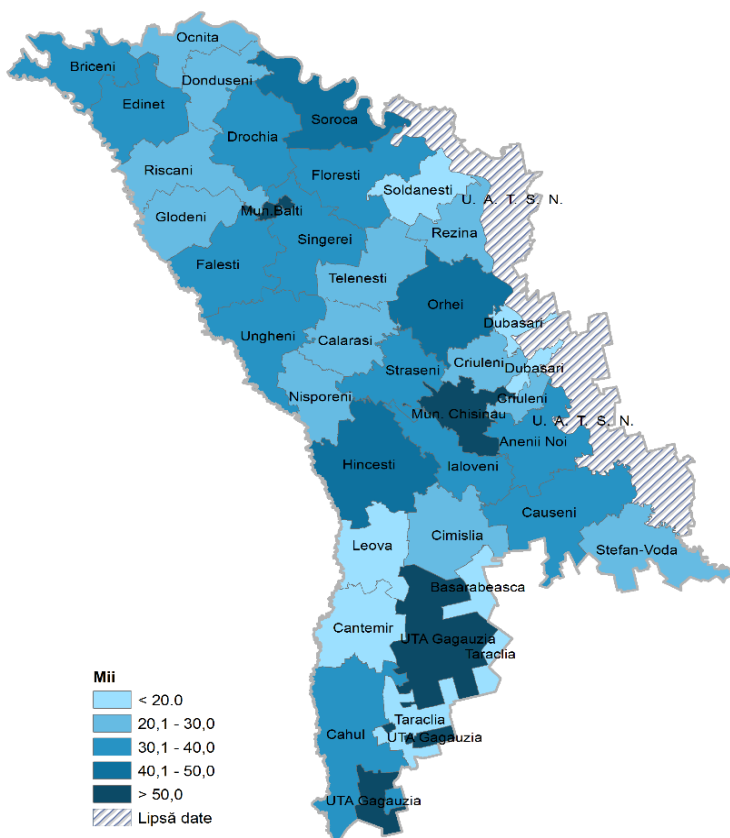 Ocnita
Briceni
Donduseni
Edinet
Soroca
Drochia
Riscani
Floresti
Soldanesti
U. A. T. S. N.
Mun.Balti
Glodeni
Rezina
Singerei
Falesti
Telenesti
Orhei
Dubasari
Ungheni
Calarasi
Criuleni
Dubasari
Straseni
Nisporeni
Criuleni
Mun. Chisinau
U. A. T. S. N.
Anenii Noi
Hincesti
Ialoveni
Causeni
Cimislia
Leova
Stefan-Voda
Basarabeasca
Cantemir
UTA Gagauzia
Taraclia
Mii
< 20.0
20,1 - 30,0
30,1 - 40,0
40,1 - 50,0
> 50,0
Lipsă date
Taraclia
Cahul
UTA Gagauzia
UTA Gagauzia